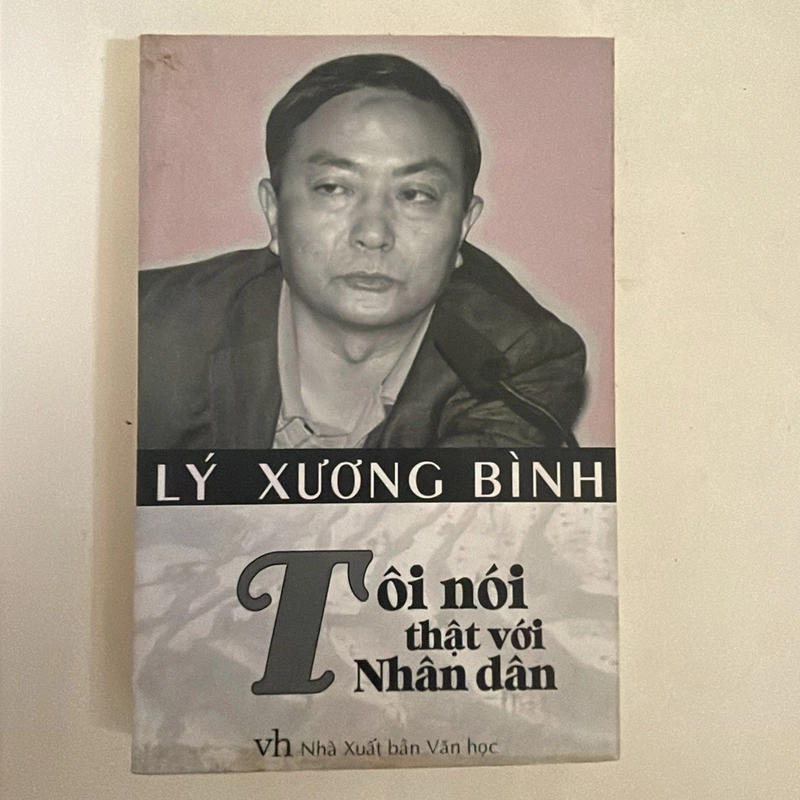 LÝ XƯƠNG BÌNH
Tôi nói
thật với
Nhân dân
vh Nhà Xuất bản Văn học